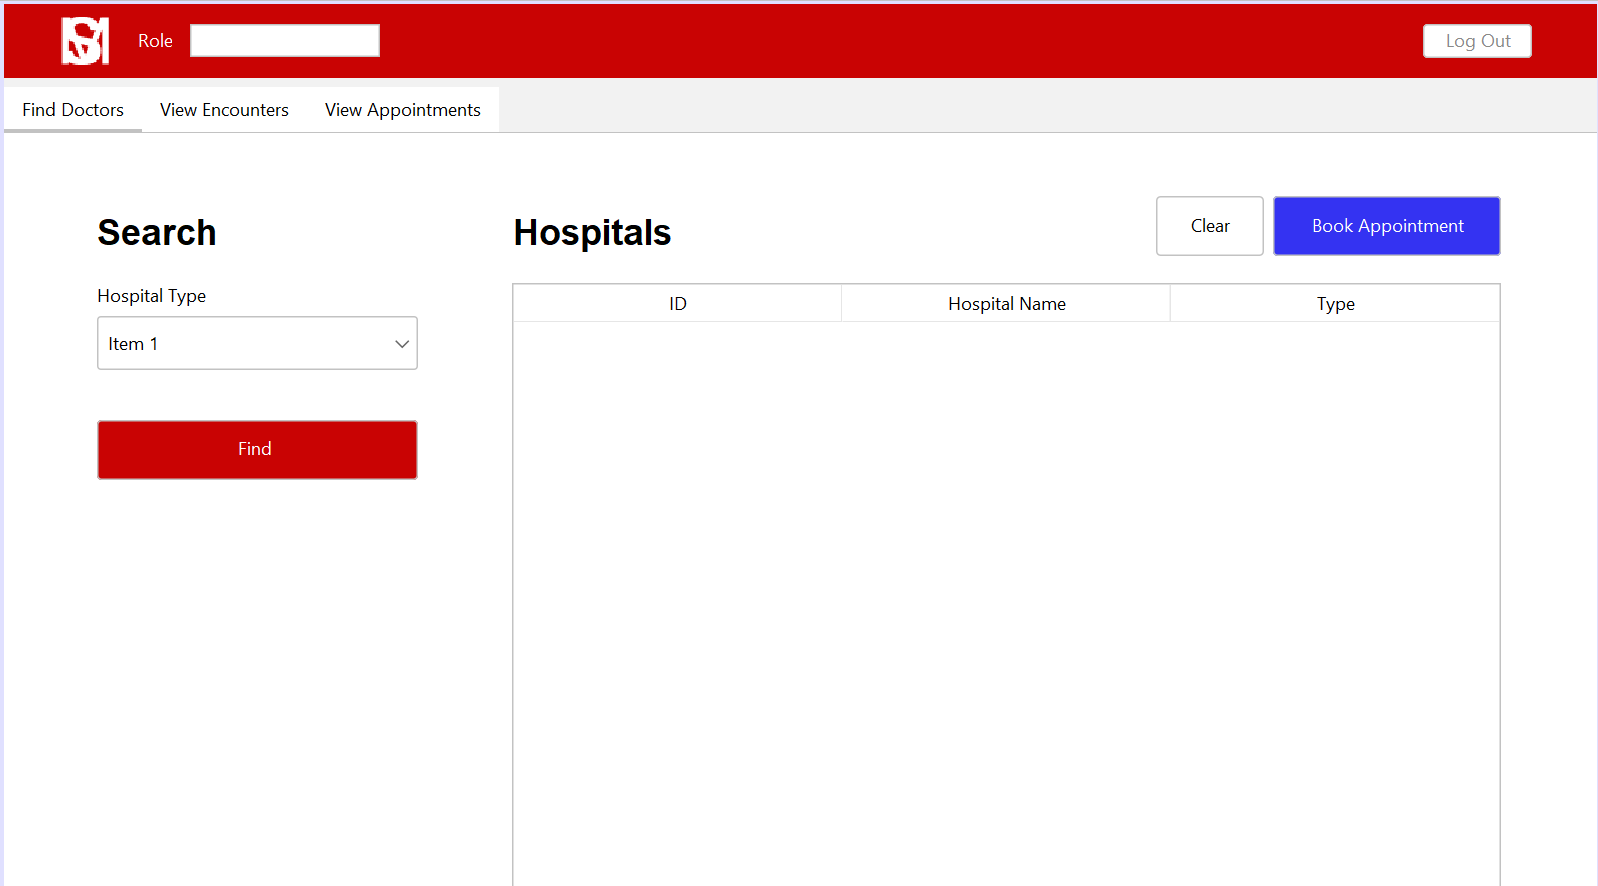 Role
Log Out
Find Doctors View Encounters View Appointments
Search
Hospital Type
Item 1
Find
Hospitals
Clear Book Appointment
ID Hospital Name Type